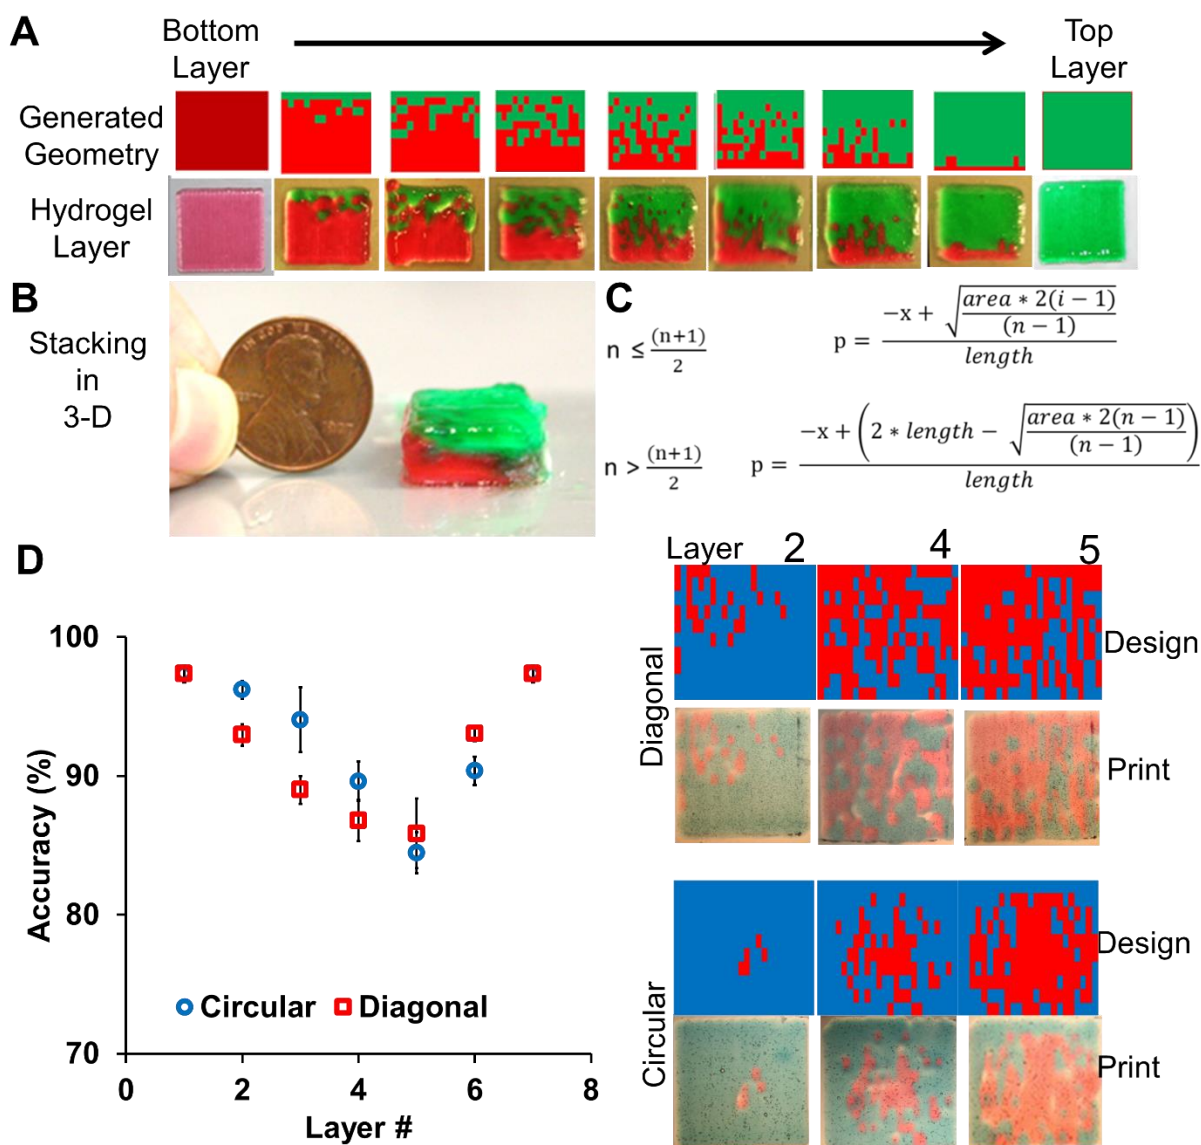 A
Bottom
Layer
Top
Layer
Generated
Geometry
Hydrogel
Layer
B
Stacking
in
3-D
C
n ≤ (n+1)/2
p = (−x + √(area * 2(i − 1)/(n − 1)))/length
n > (n+1)/2
p = (−x + (2 * length − √(area * 2(n − 1)/(n − 1))))/length
D
100
90
80
70
0
2
4
6
8
Accuracy (%)
Layer #
Circular
Diagonal
Layer 2 4 5
Diagonal
Design
Print
Circular
Design
Print